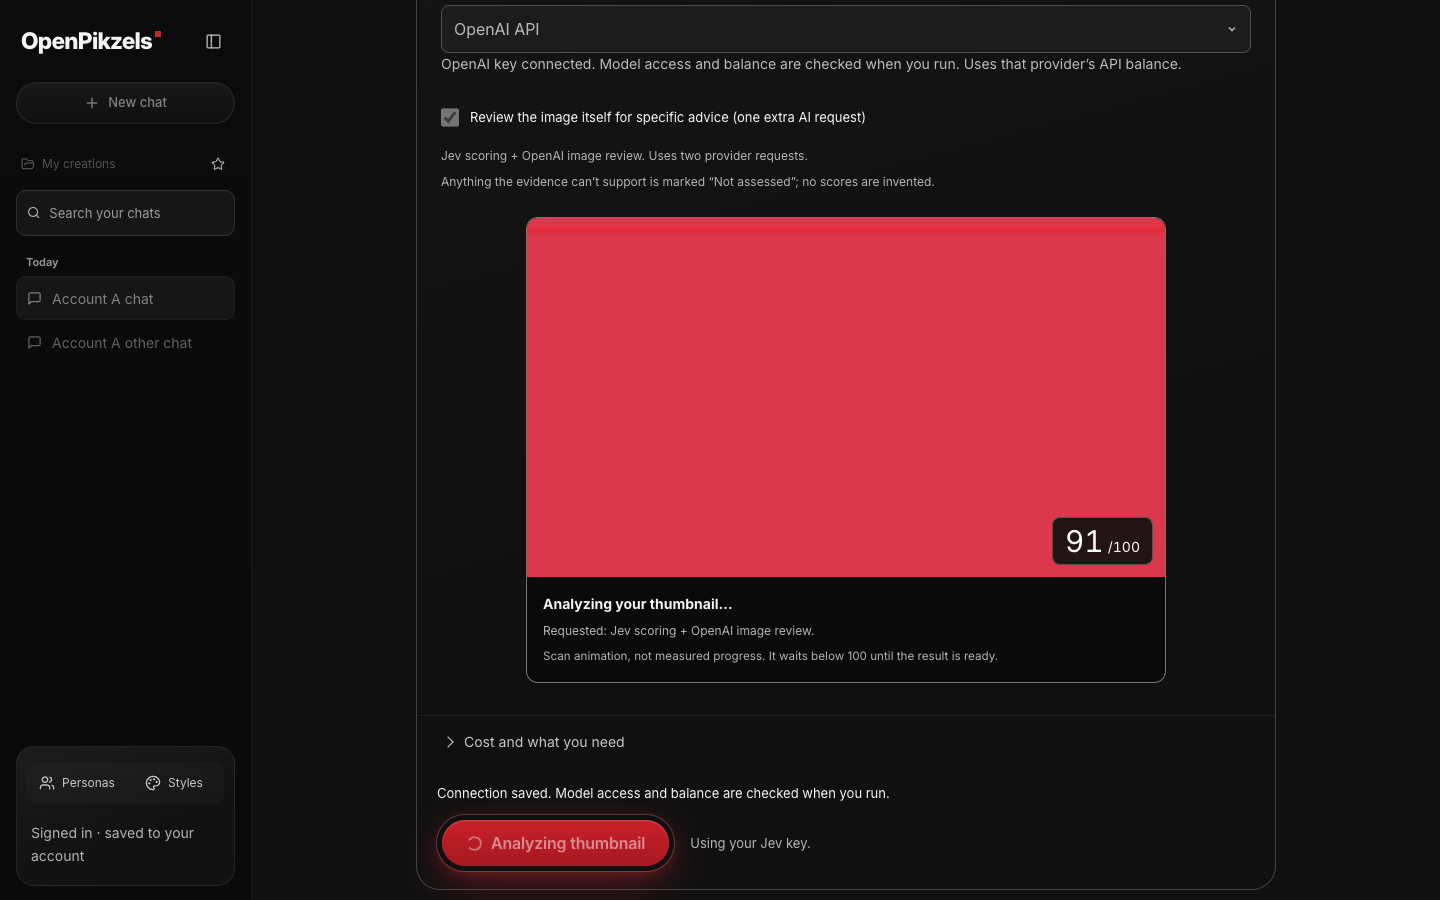 OpenPikzels
New chat
My creations
Search your chats
Today
Account A chat
Account A other chat
Personas
Styles
Signed in · saved to your
account
OpenAI API
OpenAI key connected. Model access and balance are checked when you run. Uses that provider’s API balance.
Review the image itself for specific advice (one extra AI request)
Jev scoring + OpenAI image review. Uses two provider requests.
Anything the evidence can’t support is marked “Not assessed”; no scores are invented.
91 /100
Analyzing your thumbnail...
Requested: Jev scoring + OpenAI image review.
Scan animation, not measured progress. It waits below 100 until the result is ready.
Cost and what you need
Connection saved. Model access and balance are checked when you run.
Analyzing thumbnail
Using your Jev key.